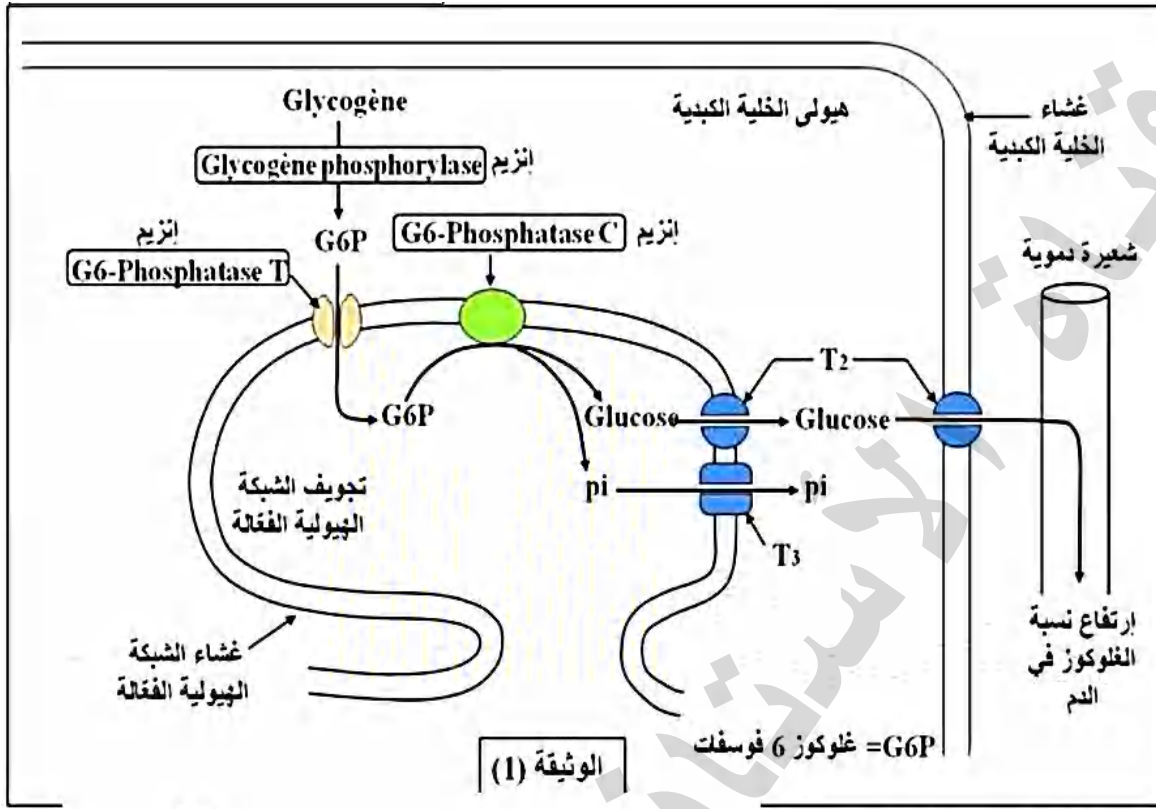 Glycogène
هيولى الخلية الكبدية
غشاء
الخلية الكبدية
إنزيم Glycogène phosphorylase
إنزيم
G6-Phosphatase T
G6P
إنزيم G6-Phosphatase C
شعيرة دموية
T2
G6P
Glucose
Glucose
pi
pi
T3
تجويف الشبكة
الهيولية الفعّالة
غشاء الشبكة
الهيولية الفعّالة
إرتفاع نسبة
الغلوكوز في
الدم
G6P= غلوكوز 6 فوسفات
الوثيقة (1)